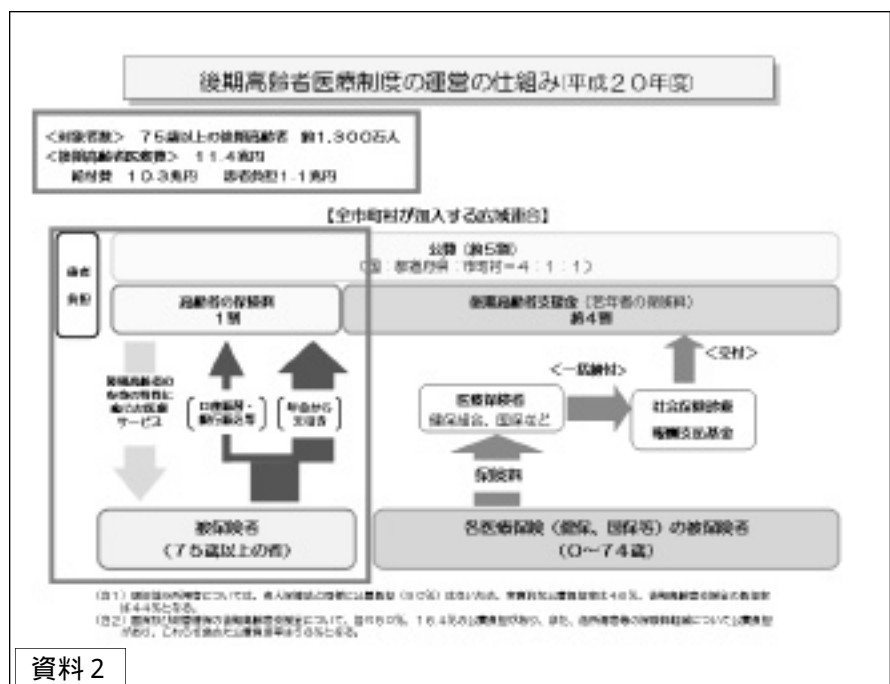 後期高齢者医療制度の運営の仕組み(平成20年度)
<対象者数> 75歳以上の後期高齢者 約1,300万人
<後期高齢者医療費> 11.4兆円
給付費 10.3兆円 患者負担1.1兆円
【全市町村が加入する広域連合】
患者
負担
公費(約5割)
(国:都道府県:市町村=4:1:1)
高齢者の保険料
1割
後期高齢者支援金(若年者の保険料)
約4割
<交付>
<一括納付>
サービス
口座振替・
銀行振込等
年金から
天引き
医療保険者
健保組合、国保など
社会保険診療
報酬支払基金
保険料
被保険者
(75歳以上の者)
各医療保険(健保、国保等)の被保険者
(0~74歳)
資料2